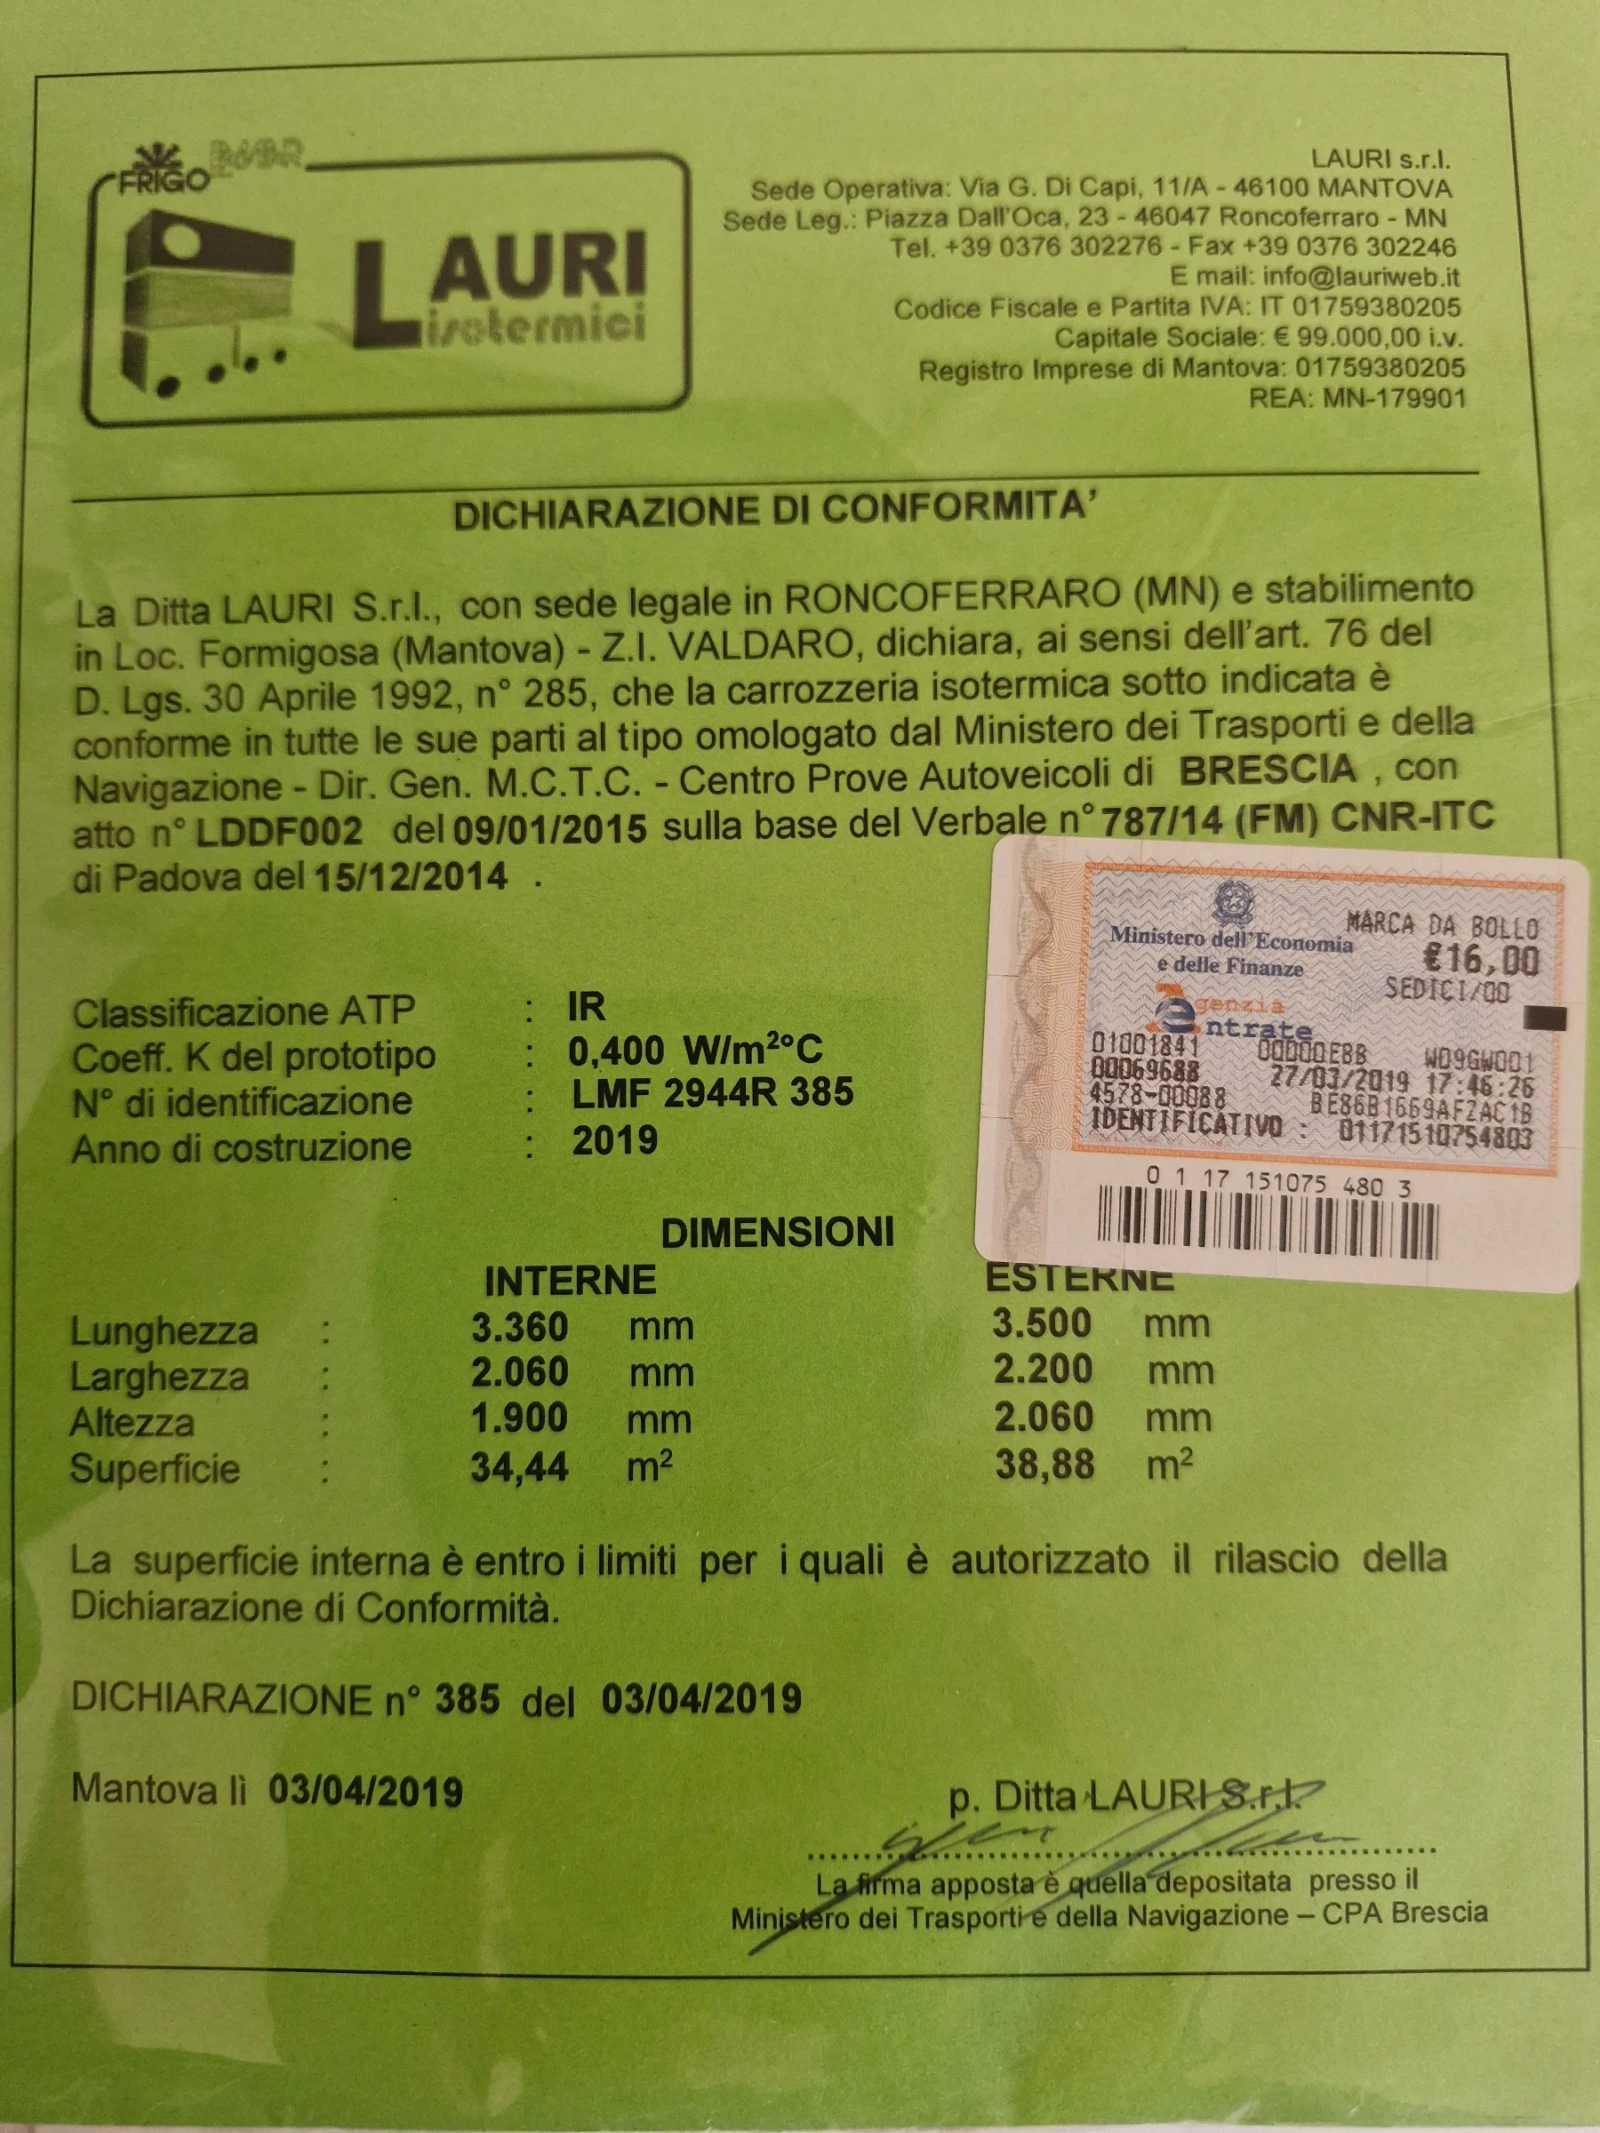 FRIGO
LAURI
isotermici
LAURI s.r.l.
Sede Operativa: Via G. Di Capi, 11/A - 46100 MANTOVA
Sede Leg.: Piazza Dall'Oca, 23 - 46047 Roncoferraro - MN
Tel. +39 0376 302276 - Fax +39 0376 302246
E mail: info@lauriweb.it
Codice Fiscale e Partita IVA: IT 01759380205
Capitale Sociale: € 99.000,00 i.v.
Registro Imprese di Mantova: 01759380205
REA: MN-179901
DICHIARAZIONE DI CONFORMITA'
La Ditta LAURI S.r.l., con sede legale in RONCOFERRARO (MN) e stabilimento
in Loc. Formigosa (Mantova) - Z.I. VALDARO, dichiara, ai sensi dell'art. 76 del
D. Lgs. 30 Aprile 1992, n° 285, che la carrozzeria isotermica sotto indicata è
conforme in tutte le sue parti al tipo omologato dal Ministero dei Trasporti e della
Navigazione - Dir. Gen. M.C.T.C. - Centro Prove Autoveicoli di BRESCIA , con
atto n° LDDF002 del 09/01/2015 sulla base del Verbale n° 787/14 (FM) CNR-ITC
di Padova del 15/12/2014 .
Ministero dell'Economia
e delle Finanze
MARCA DA BOLLO
€16,00
SEDICI/00
Agenzia
Entrate
01001841 00000EBB W09GW001
00069688 27/03/2019 17:46:26
4578-00088 BE86B1669AF2AC1B
IDENTIFICATIVO : 01171510754803
0 1 17 151075 480 3
Classificazione ATP : IR
Coeff. K del prototipo : 0,400 W/m²°C
N° di identificazione : LMF 2944R 385
Anno di costruzione : 2019
DIMENSIONI
INTERNE ESTERNE
Lunghezza : 3.360 mm 3.500 mm
Larghezza : 2.060 mm 2.200 mm
Altezza : 1.900 mm 2.060 mm
Superficie : 34,44 m² 38,88 m²
La superficie interna è entro i limiti per i quali è autorizzato il rilascio della
Dichiarazione di Conformità.
DICHIARAZIONE n° 385 del 03/04/2019
Mantova lì 03/04/2019
p. Ditta LAURI S.r.l.
La firma apposta è quella depositata presso il
Ministero dei Trasporti e della Navigazione – CPA Brescia